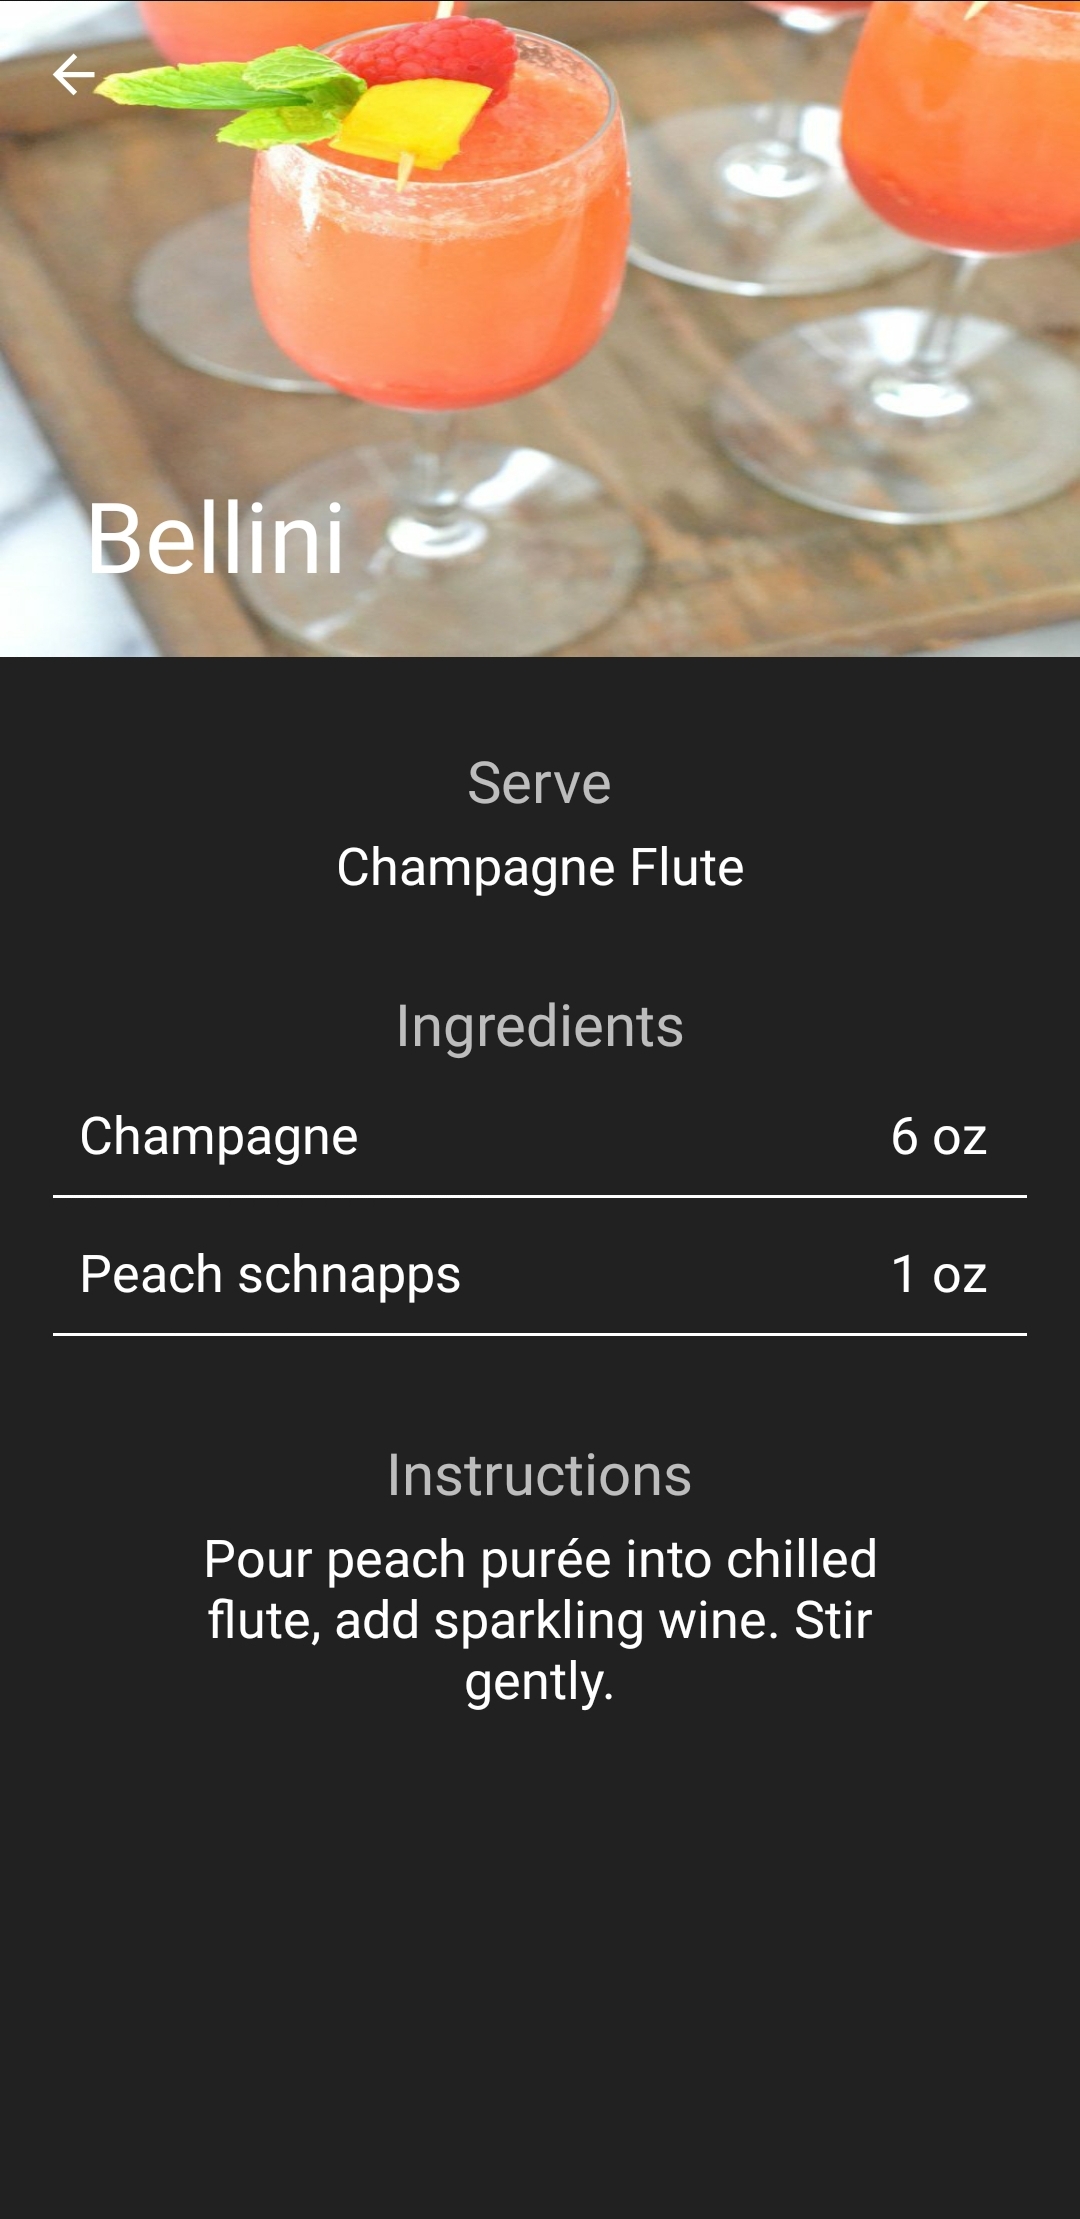 Bellini
Serve
Champagne Flute
Ingredients
Champagne 6 oz
Peach schnapps 1 oz
Instructions
Pour peach purée into chilled
flute, add sparkling wine. Stir
gently.